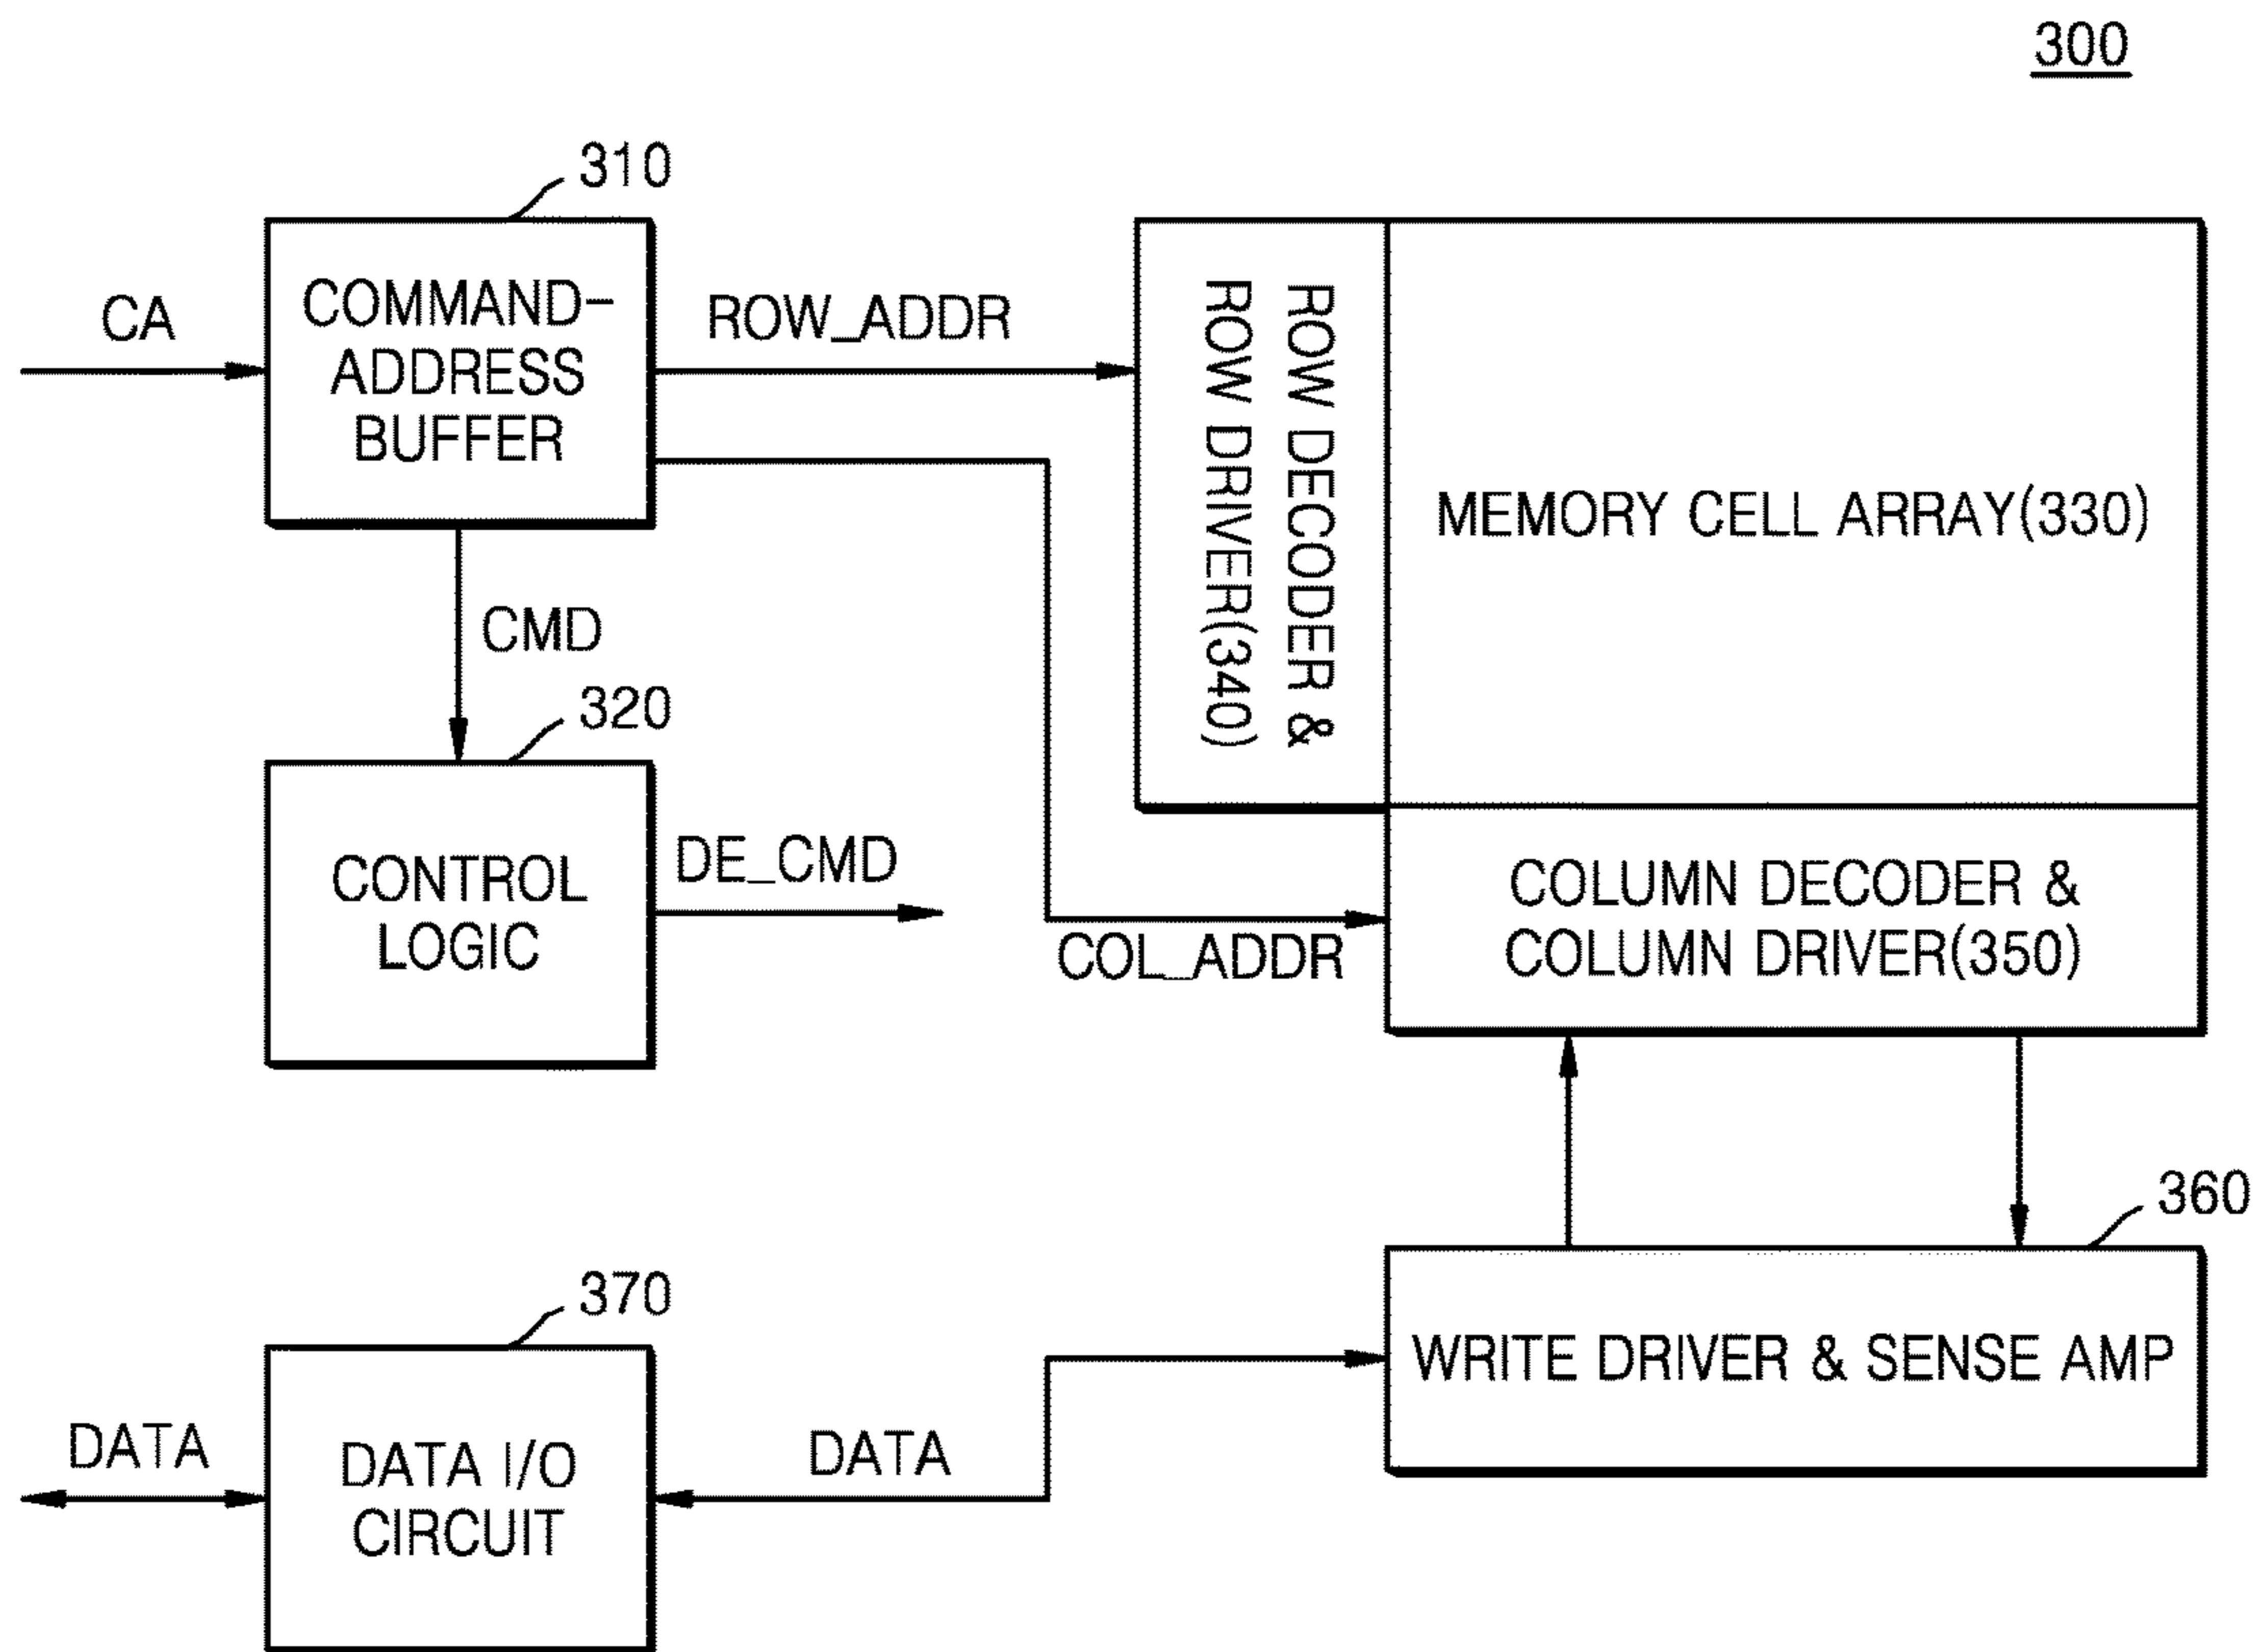 300
310
COMMAND-
ADDRESS
BUFFER
CA
ROW_ADDR
ROW DECODER &
ROW DRIVER(340)
MEMORY CELL ARRAY(330)
CMD
320
CONTROL
LOGIC
DE_CMD
COL_ADDR
COLUMN DECODER &
COLUMN DRIVER(350)
360
WRITE DRIVER & SENSE AMP
370
DATA
DATA I/O
CIRCUIT
DATA